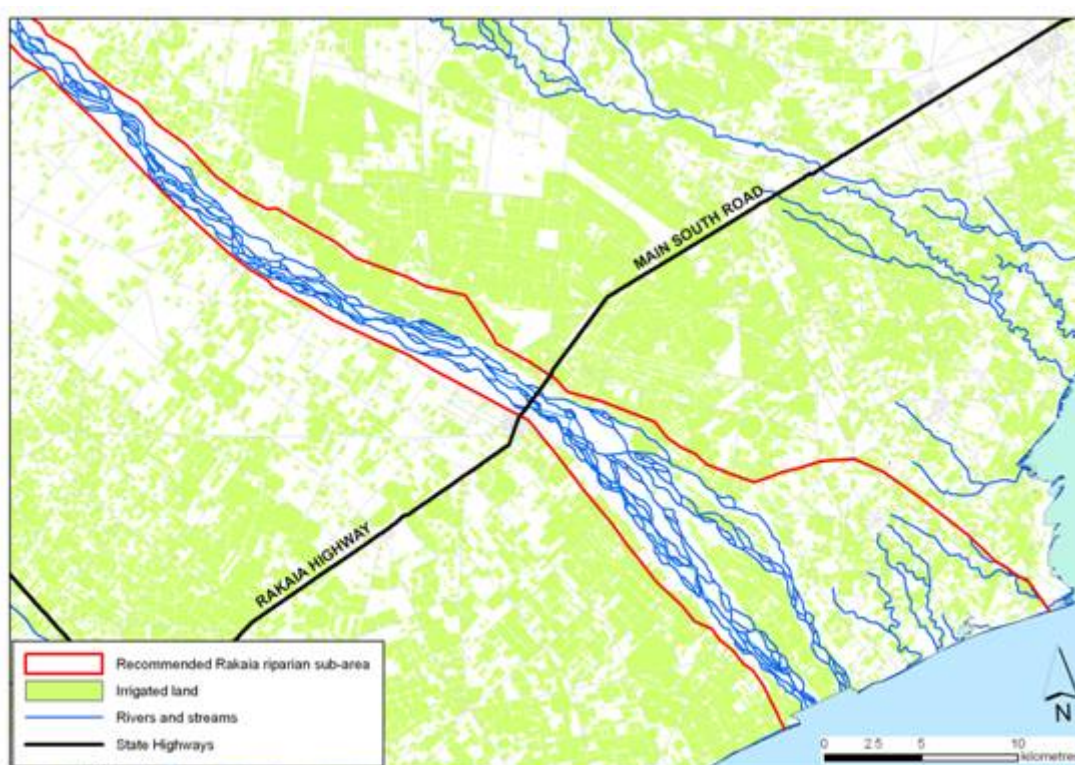 MAIN SOUTH ROAD
RAKAIA HIGHWAY
Recommended Rakaia riparian sub-area
Irrigated land
Rivers and streams
State Highways
N
0 2.5 5 10
kilometres